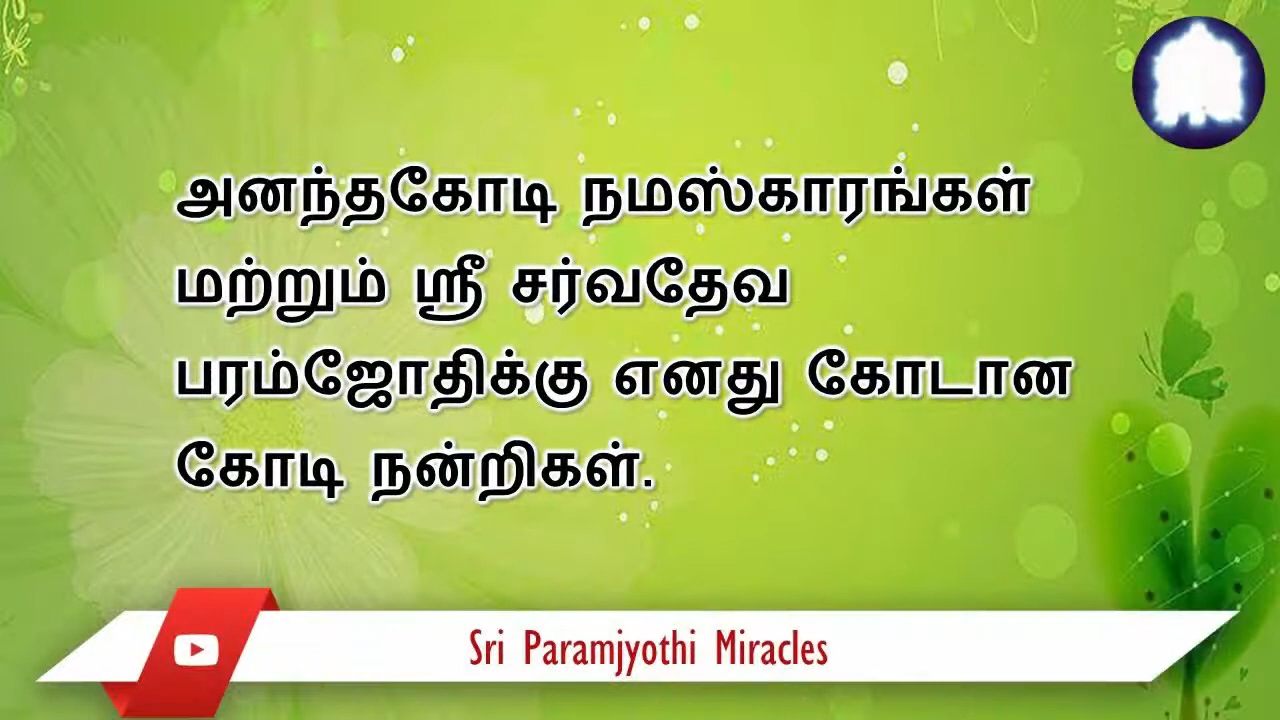 அனந்தகோடி நமஸ்காரங்கள்
மற்றும் ஸ்ரீ சர்வதேவ
பரம்ஜோதிக்கு எனது கோடான
கோடி நன்றிகள்.
Sri Paramjyothi Miracles